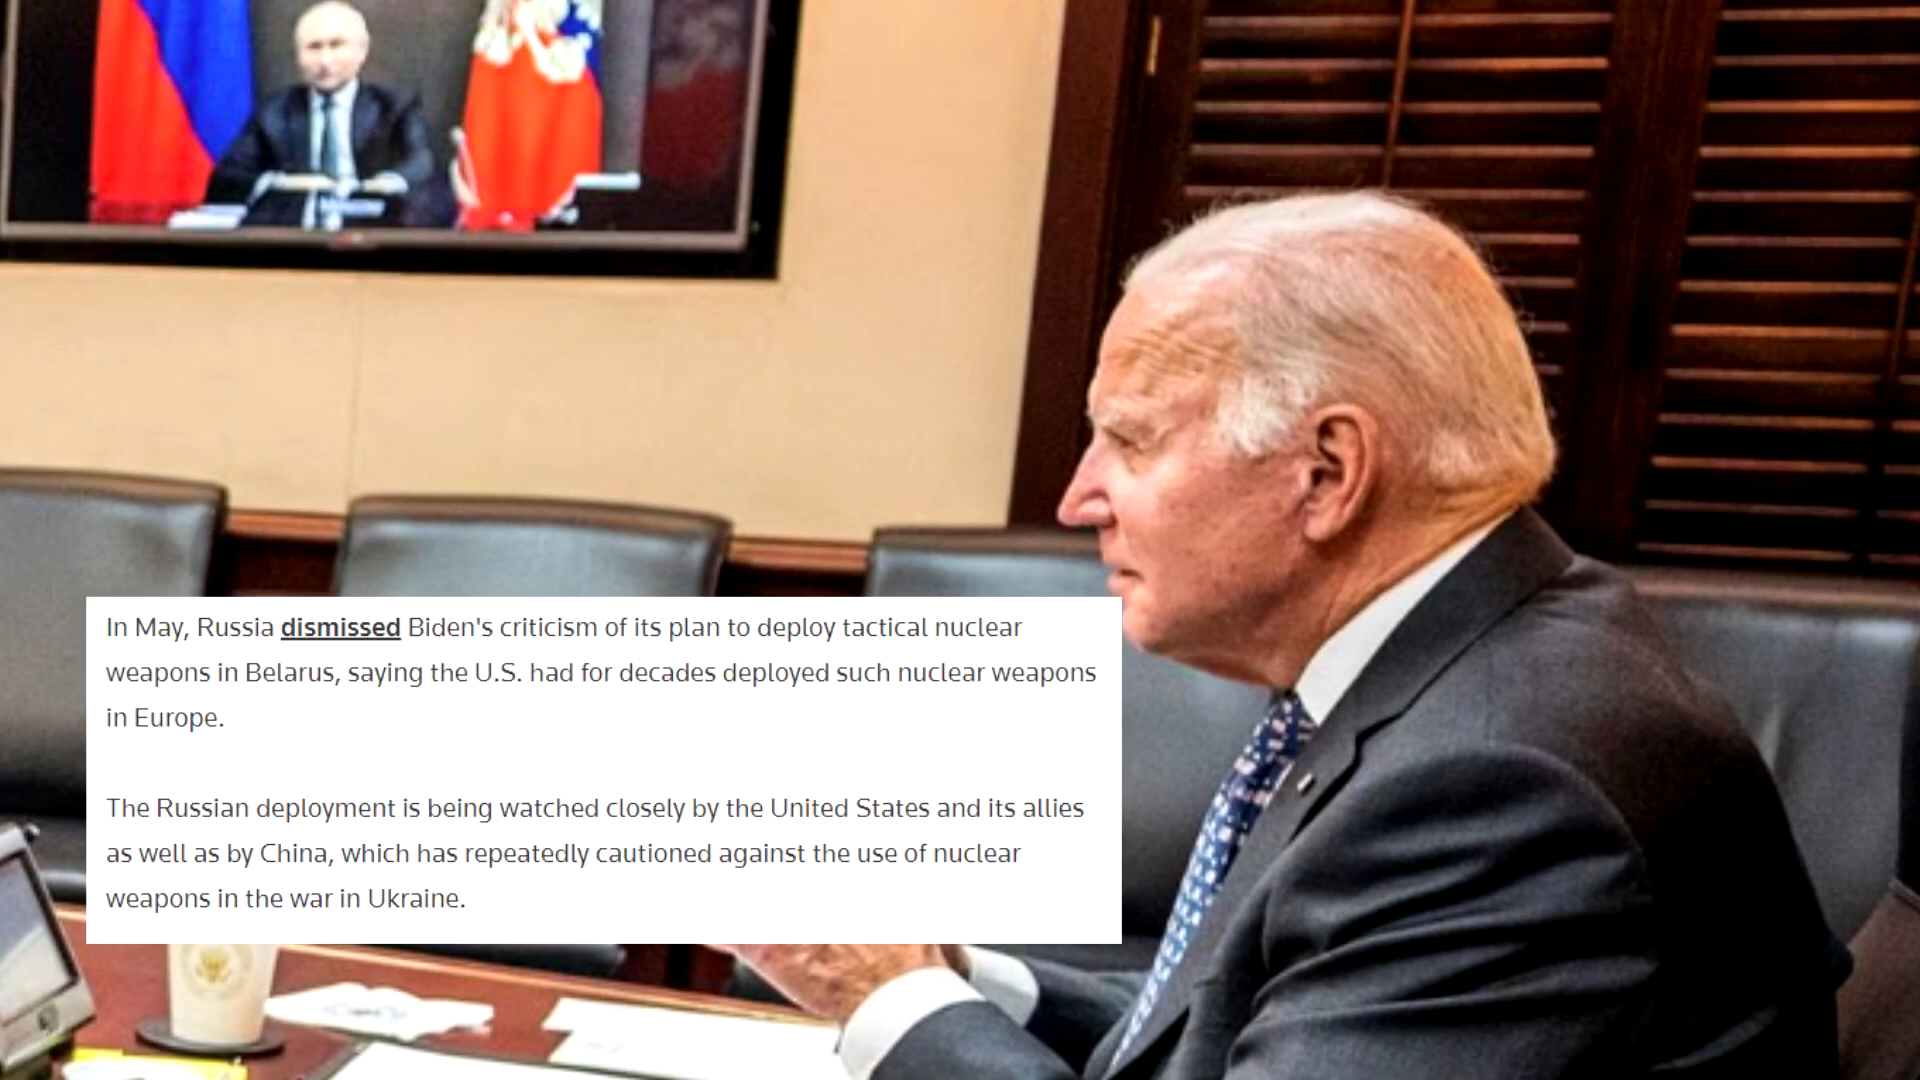 In May, Russia dismissed Biden's criticism of its plan to deploy tactical nuclear
weapons in Belarus, saying the U.S. had for decades deployed such nuclear weapons
in Europe.
The Russian deployment is being watched closely by the United States and its allies
as well as by China, which has repeatedly cautioned against the use of nuclear
weapons in the war in Ukraine.